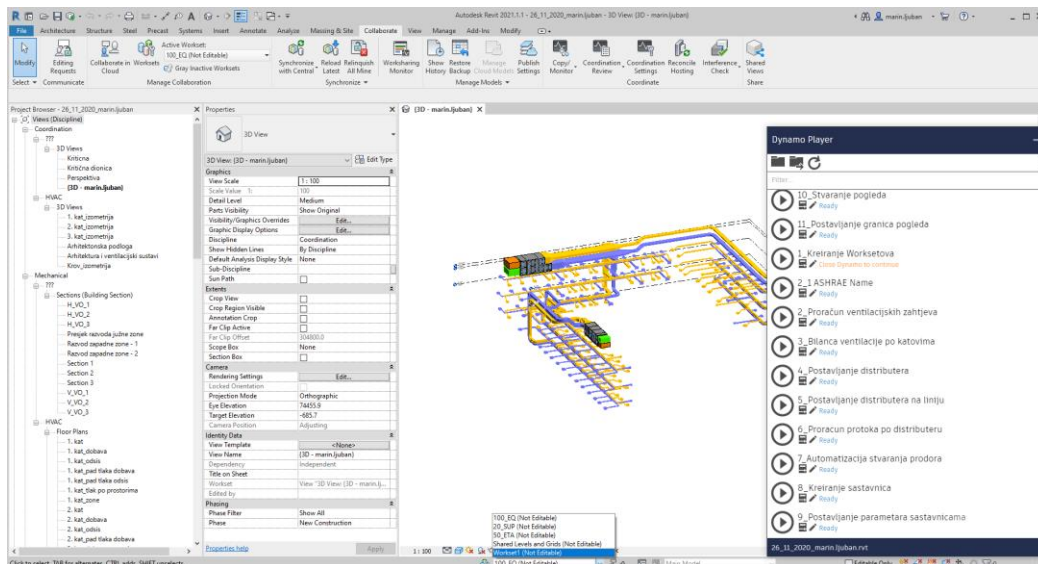 Autodesk Revit 2021.1.1 - 26_11_2020_marin.ljuban - 3D View: {3D - marin.ljuban}
marin.ljuban
File Architecture Structure Steel Precast Systems Insert Annotate Analyze Massing & Site Collaborate View Manage Add-Ins Modify
Modify
Editing Requests
Collaborate in Cloud
Worksets
Active Workset:
100_EQ (Not Editable)
Gray Inactive Worksets
Synchronize with Central
Reload Latest
Relinquish All Mine
Worksharing Monitor
Show History
Restore Backup
Manage Cloud Models
Publish Settings
Copy/ Monitor
Coordination Review
Coordination Settings
Reconcile Hosting
Interference Check
Shared Views
Select Communicate Manage Collaboration Synchronize Manage Models Coordinate Share
Project Browser - 26_11_2020_marin.ljuban
Views (Discipline)
Coordination
???
3D Views
Kriticna
Kritična dionica
Perspektiva
{3D - marin.ljuban}
HVAC
3D Views
1. kat_izometrija
2. kat_izometrija
3. kat_izometrija
Arhitektonska podloga
Arhitektura i ventilacijski sustavi
Krov_izometrija
Mechanical
???
Sections (Building Section)
H_VO_1
H_VO_2
H_VO_3
Presjek razvoda južne zone
Razvod zapadne zone - 1
Razvod zapadne zone - 2
Section 1
Section 2
Section 3
V_VO_1
V_VO_2
V_VO_3
HVAC
Floor Plans
1. kat
1. kat_dobava
1. kat_odsis
1. kat_pad tlaka dobava
1. kat_pad tlaka odsis
1. kat_tlak po prostorima
1. kat_zone
2. kat
2. kat_dobava
2. kat_odsis
2. kat_pad tlaka dobava
Properties
3D View
3D View: {3D - marin.ljuban} Edit Type
Graphics
View Scale 1 : 100
Scale Value 1: 100
Detail Level Medium
Parts Visibility Show Original
Visibility/Graphics Overrides Edit...
Graphic Display Options Edit...
Discipline Coordination
Show Hidden Lines By Discipline
Default Analysis Display Style None
Sub-Discipline
Sun Path
Extents
Crop View
Crop Region Visible
Annotation Crop
Far Clip Active
Far Clip Offset 304800.0
Scope Box None
Section Box
Camera
Rendering Settings Edit...
Locked Orientation
Projection Mode Orthographic
Eye Elevation 74455.9
Target Elevation -685.7
Camera Position Adjusting
Identity Data
View Template <None>
View Name {3D - marin.ljuban}
Dependency Independent
Title on Sheet
Workset View "3D View: {3D - marin.lj...
Edited by
Phasing
Phase Filter Show All
Phase New Construction
Properties help Apply
{3D - marin.ljuban}
100_EQ (Not Editable)
20_SUP (Not Editable)
50_ETA (Not Editable)
Shared Levels and Grids (Not Editable)
Workset1 (Not Editable)
1 : 100
Dynamo Player
Filter...
10_Stvaranje pogleda
Ready
11_Postavljanje granica pogleda
Ready
1_Kreiranje Worksetova
Close Dynamo to continue
2_1 ASHRAE Name
Ready
2_Proračun ventilacijskih zahtjeva
Ready
3_Bilanca ventilacije po katovima
Ready
4_Postavljanje distributera
Ready
5_Postavljanje distributera na liniju
Ready
6_Proracun protoka po distributeru
Ready
7_Automatizacija stvaranja prodora
Ready
8_Kreiranje sastavnica
Ready
9_Postavljanje parametara sastavnicama
Ready
26_11_2020_marin.ljuban.rvt